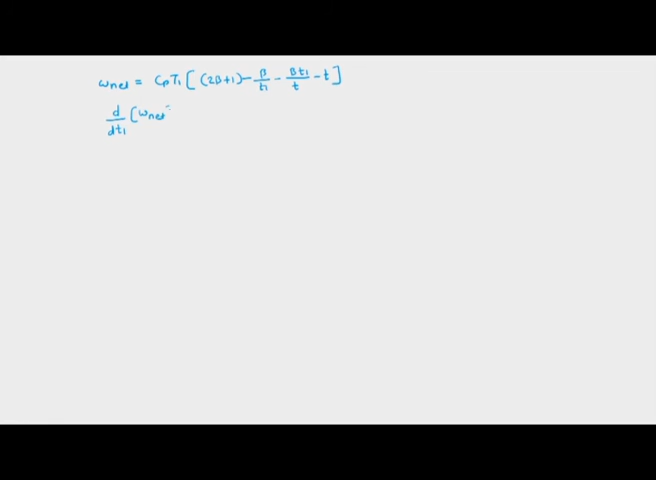 ωnet = CpT₁ [ (2β+1) - β/t₁ - βt₁/t - t ]
d/dt₁ [ωnet